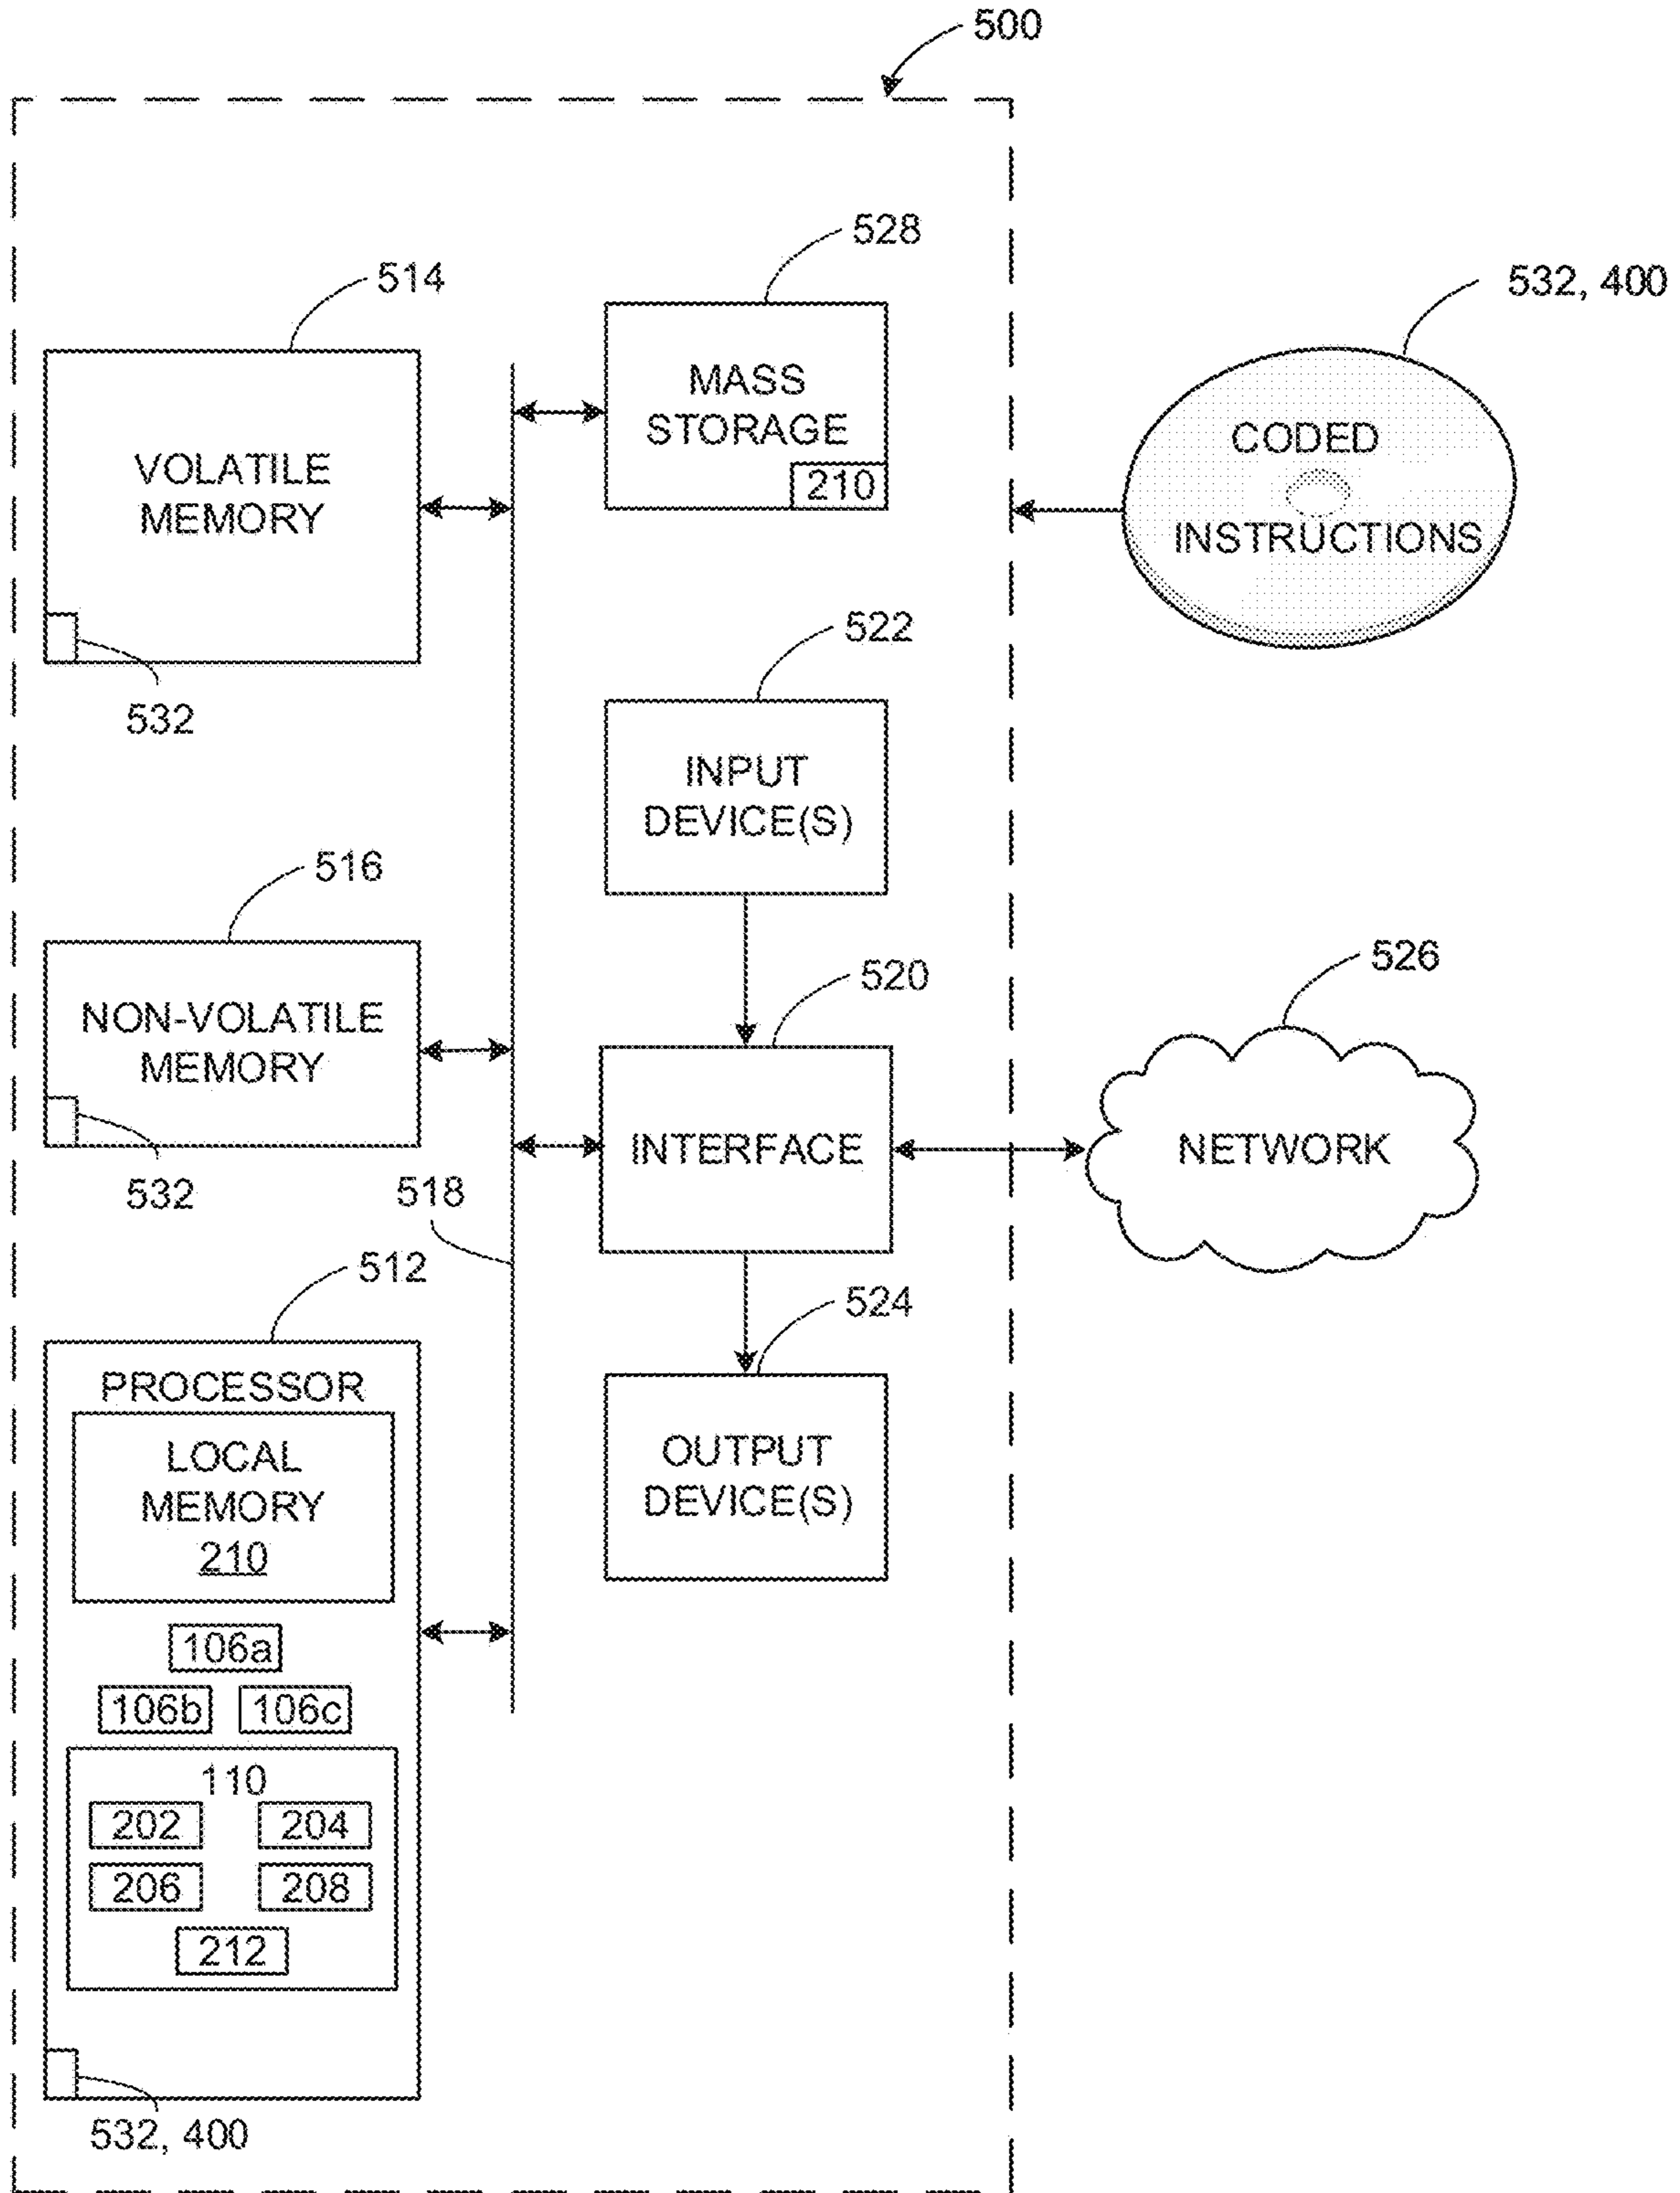 500
528
514
532, 400
MASS
STORAGE
210
VOLATILE
MEMORY
CODED
INSTRUCTIONS
532
522
INPUT
DEVICE(S)
516
520
526
NON-VOLATILE
MEMORY
532
518
INTERFACE
NETWORK
512
524
PROCESSOR
LOCAL
MEMORY
210
OUTPUT
DEVICE(S)
106a
106b 106c
110
202 204
206 208
212
532, 400